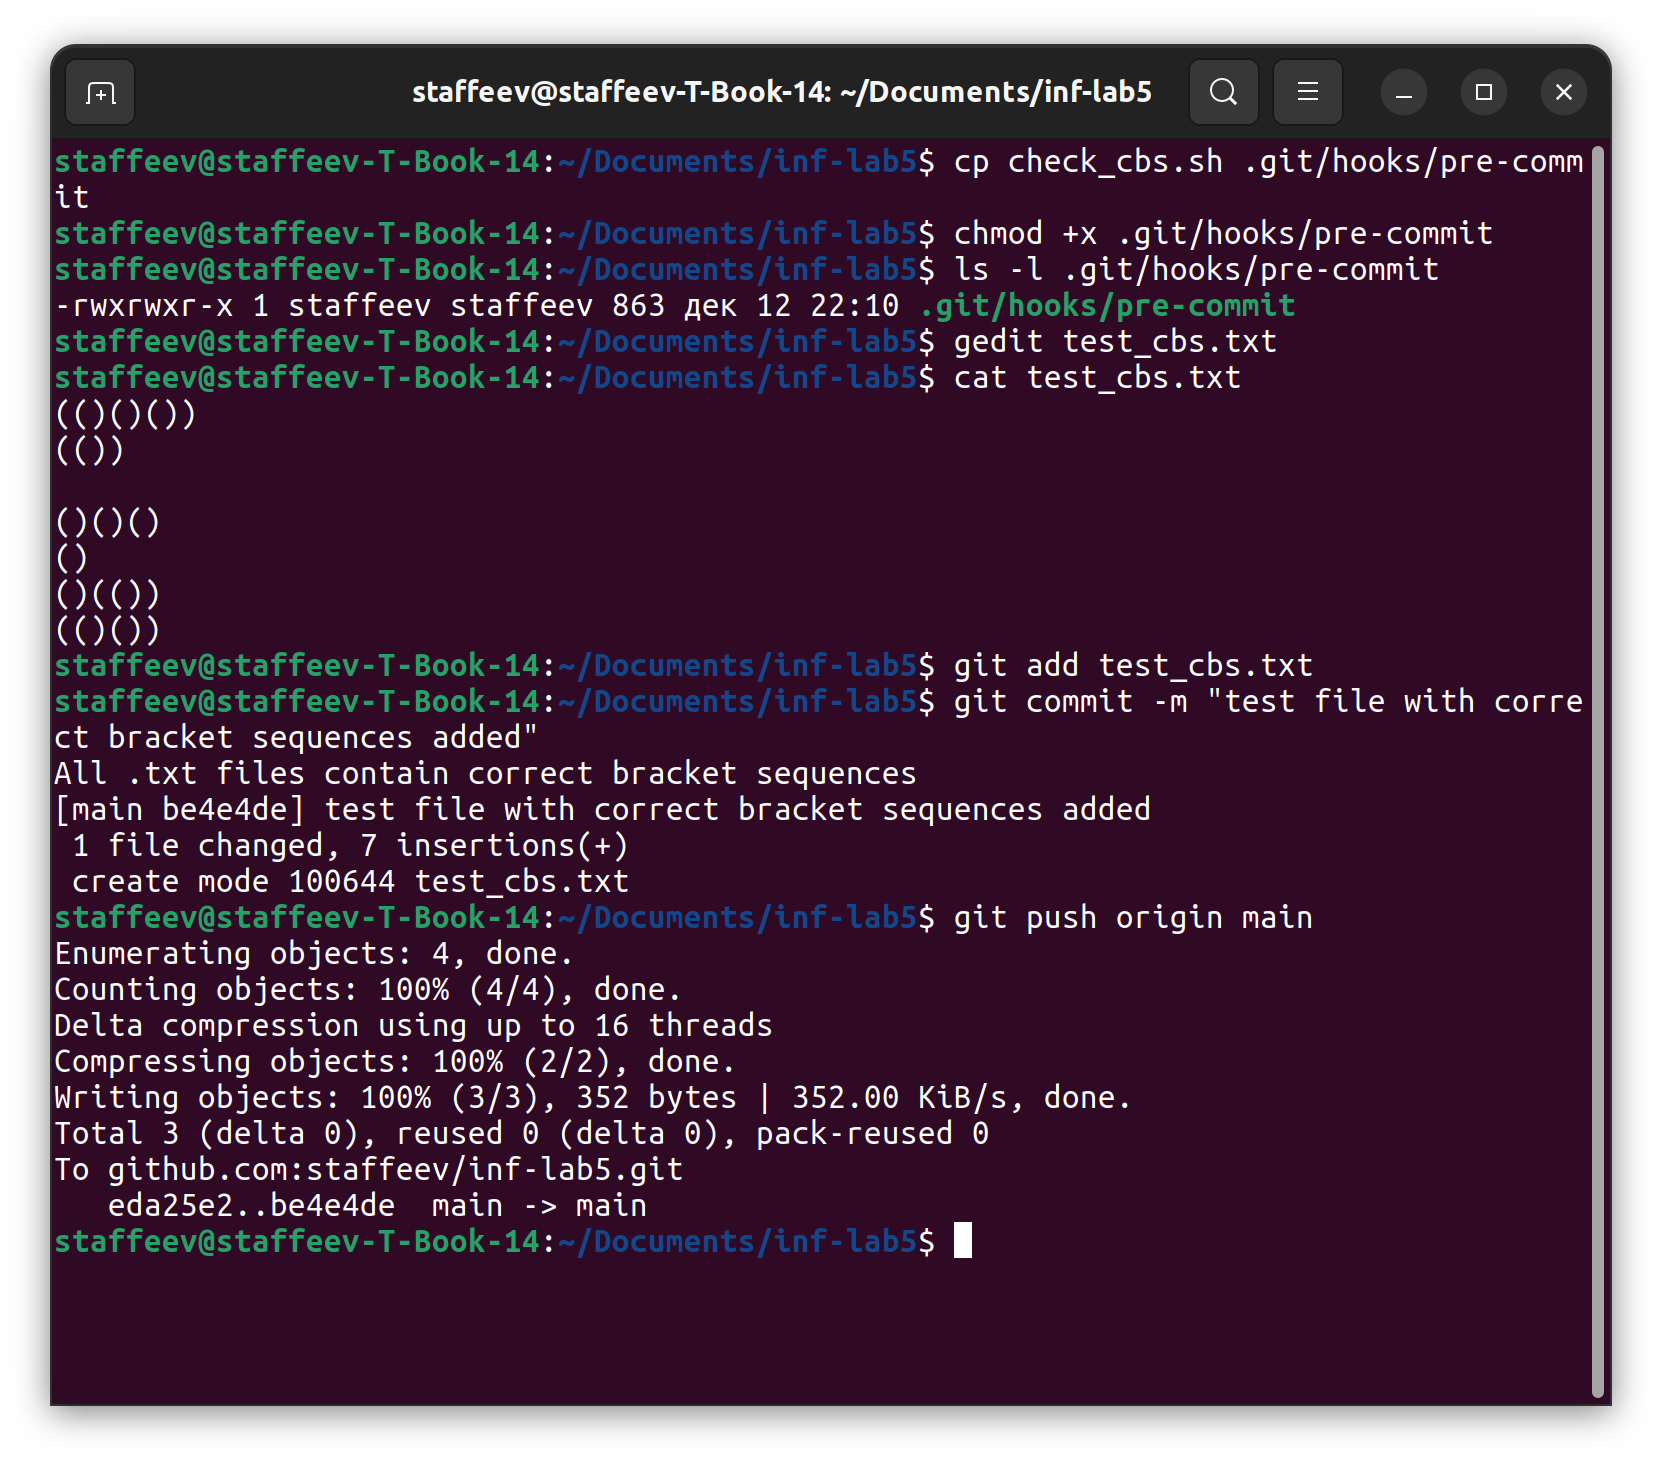 staffeev@staffeev-T-Book-14: ~/Documents/inf-lab5
staffeev@staffeev-T-Book-14:~/Documents/inf-lab5$ cp check_cbs.sh .git/hooks/pre-comm
it
staffeev@staffeev-T-Book-14:~/Documents/inf-lab5$ chmod +x .git/hooks/pre-commit
staffeev@staffeev-T-Book-14:~/Documents/inf-lab5$ ls -l .git/hooks/pre-commit
-rwxrwxr-x 1 staffeev staffeev 863 дек 12 22:10 .git/hooks/pre-commit
staffeev@staffeev-T-Book-14:~/Documents/inf-lab5$ gedit test_cbs.txt
staffeev@staffeev-T-Book-14:~/Documents/inf-lab5$ cat test_cbs.txt
(()()())
(())

()()()
()
()(())
(()())
staffeev@staffeev-T-Book-14:~/Documents/inf-lab5$ git add test_cbs.txt
staffeev@staffeev-T-Book-14:~/Documents/inf-lab5$ git commit -m "test file with corre
ct bracket sequences added"
All .txt files contain correct bracket sequences
[main be4e4de] test file with correct bracket sequences added
 1 file changed, 7 insertions(+)
 create mode 100644 test_cbs.txt
staffeev@staffeev-T-Book-14:~/Documents/inf-lab5$ git push origin main
Enumerating objects: 4, done.
Counting objects: 100% (4/4), done.
Delta compression using up to 16 threads
Compressing objects: 100% (2/2), done.
Writing objects: 100% (3/3), 352 bytes | 352.00 KiB/s, done.
Total 3 (delta 0), reused 0 (delta 0), pack-reused 0
To github.com:staffeev/inf-lab5.git
   eda25e2..be4e4de  main -> main
staffeev@staffeev-T-Book-14:~/Documents/inf-lab5$